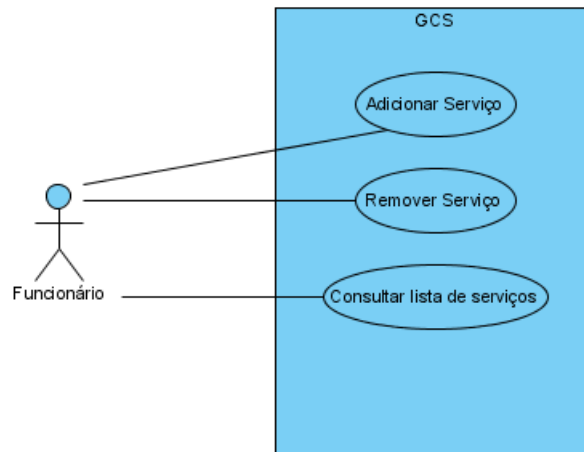 GCS
Adicionar Serviço
Remover Serviço
Funcionário
Consultar lista de serviços